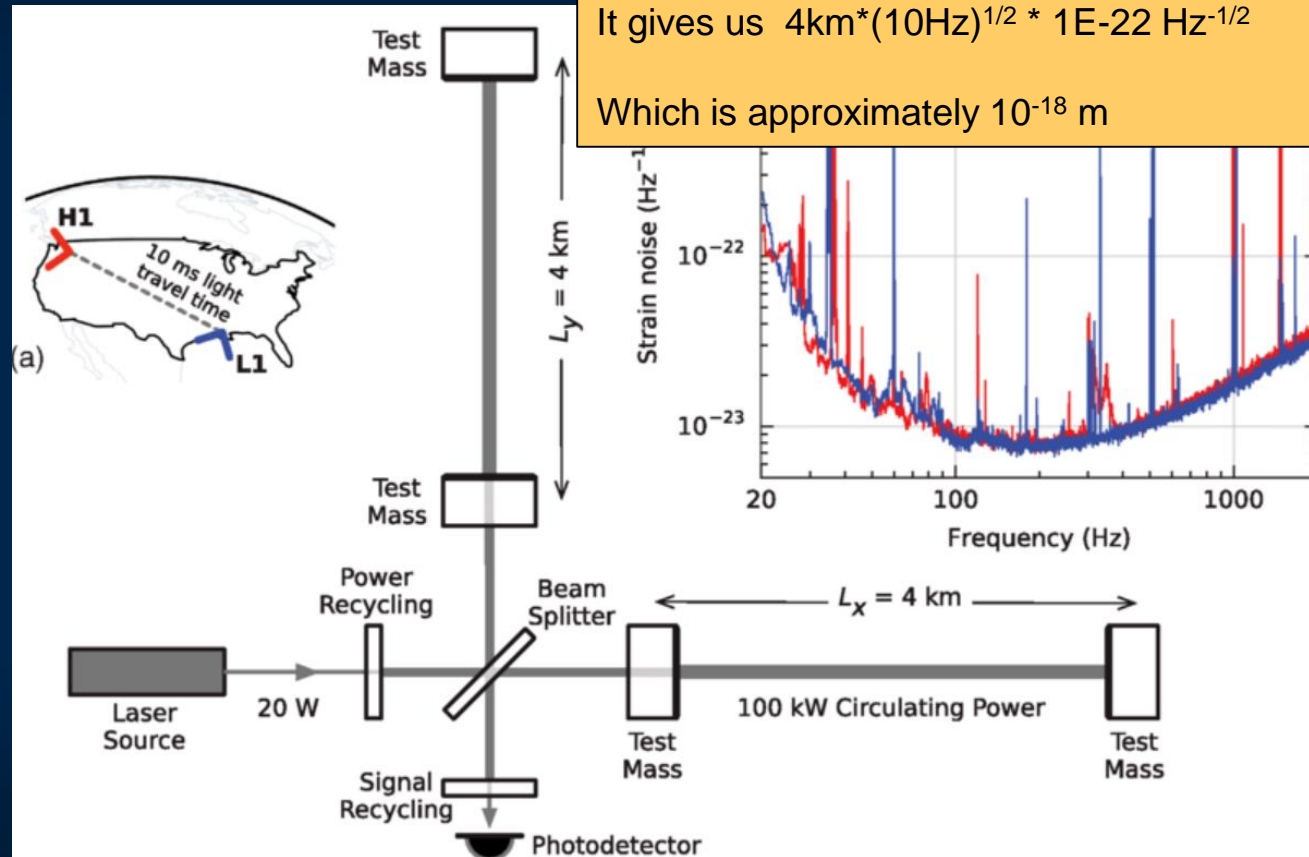 It gives us 4km*(10Hz)^1/2 * 1E-22 Hz^-1/2
Which is approximately 10^-18 m
Test
Mass
H1
10 ms light
travel time
L1
(a)
L_y = 4 km
Strain noise (Hz^-1
10^-22
10^-23
20
100
1000
Frequency (Hz)
Test
Mass
Power
Recycling
Beam
Splitter
L_x = 4 km
Laser
Source
20 W
100 kW Circulating Power
Test
Mass
Test
Mass
Signal
Recycling
Photodetector